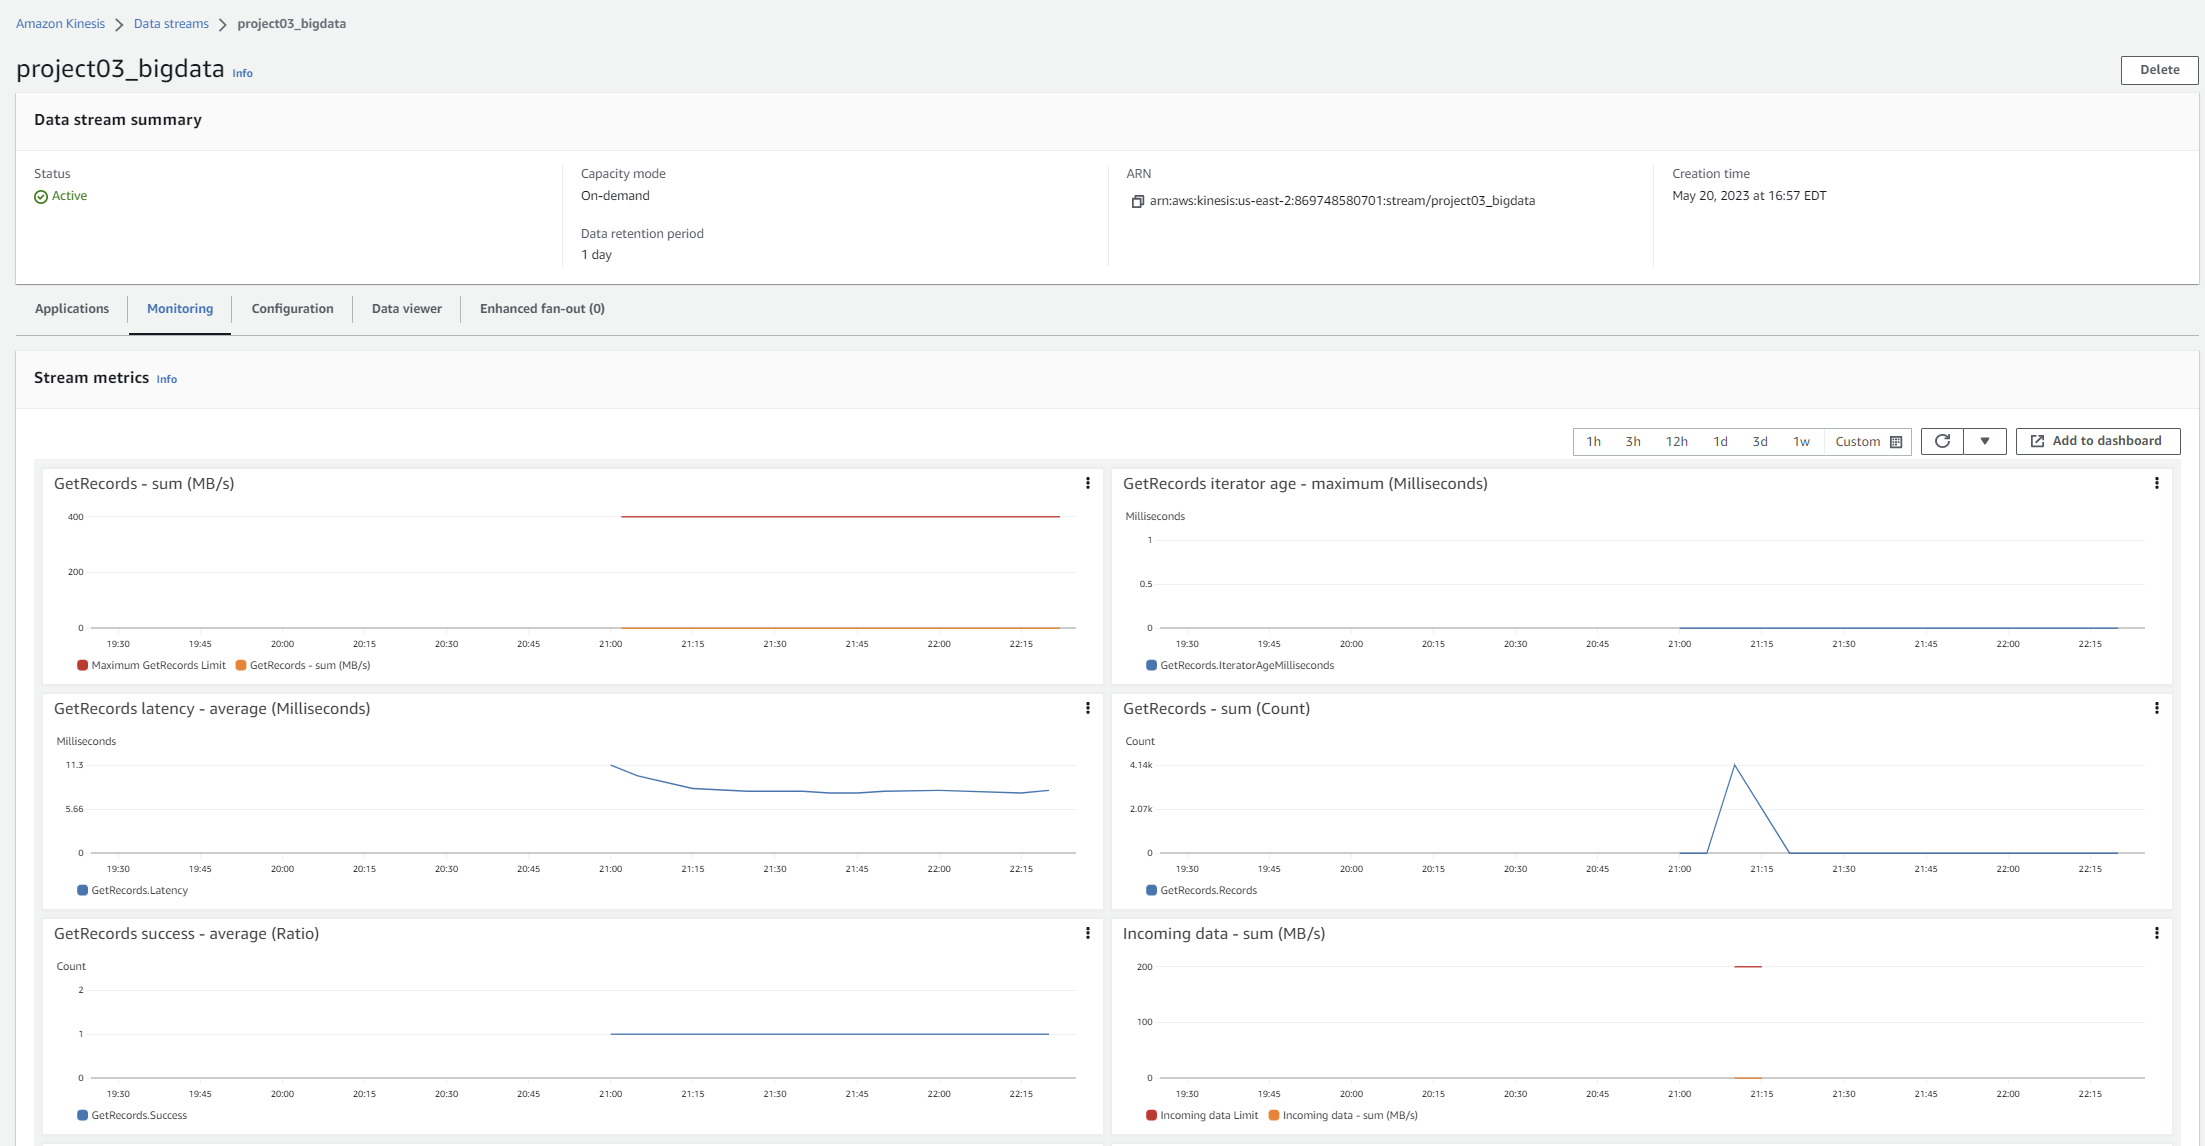 Amazon Kinesis Data streams project03_bigdata
project03_bigdata Info
Delete
Data stream summary
Status
Active
Capacity mode
On-demand
Data retention period
1 day
ARN
arn:aws:kinesis:us-east-2:869748580701:stream/project03_bigdata
Creation time
May 20, 2023 at 16:57 EDT
Applications Monitoring Configuration Data viewer Enhanced fan-out (0)
Stream metrics Info
1h 3h 12h 1d 3d 1w Custom Add to dashboard
GetRecords - sum (MB/s)
400
200
0
19:30 19:45 20:00 20:15 20:30 20:45 21:00 21:15 21:30 21:45 22:00 22:15
Maximum GetRecords Limit GetRecords - sum (MB/s)
GetRecords iterator age - maximum (Milliseconds)
Milliseconds
1
0.5
0
19:30 19:45 20:00 20:15 20:30 20:45 21:00 21:15 21:30 21:45 22:00 22:15
GetRecords.IteratorAgeMilliseconds
GetRecords latency - average (Milliseconds)
Milliseconds
11.3
5.66
0
19:30 19:45 20:00 20:15 20:30 20:45 21:00 21:15 21:30 21:45 22:00 22:15
GetRecords.Latency
GetRecords - sum (Count)
Count
4.14k
2.07k
0
19:30 19:45 20:00 20:15 20:30 20:45 21:00 21:15 21:30 21:45 22:00 22:15
GetRecords.Records
GetRecords success - average (Ratio)
Count
2
1
0
19:30 19:45 20:00 20:15 20:30 20:45 21:00 21:15 21:30 21:45 22:00 22:15
GetRecords.Success
Incoming data - sum (MB/s)
200
100
0
19:30 19:45 20:00 20:15 20:30 20:45 21:00 21:15 21:30 21:45 22:00 22:15
Incoming data Limit Incoming data - sum (MB/s)